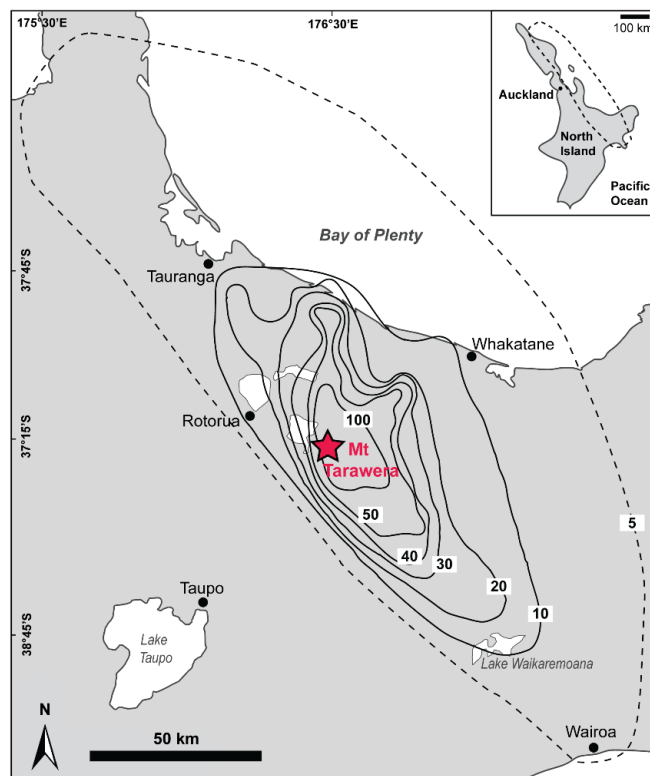 175°30'E
176°30'E
100 km
Auckland
North
Island
Pacific
Ocean
Bay of Plenty
37°45'S
Tauranga
Whakatane
Rotorua
37°15'S
100
Mt
Tarawera
50
5
40
30
20
10
Taupo
38°45'S
Lake
Taupo
Lake Waikaremoana
N
50 km
Wairoa